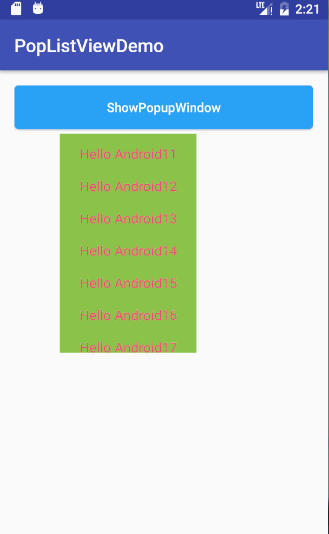 LTE 2:21
PopListViewDemo
ShowPopupWindow
Hello Android11
Hello Android12
Hello Android13
Hello Android14
Hello Android15
Hello Android16
Hello Android17